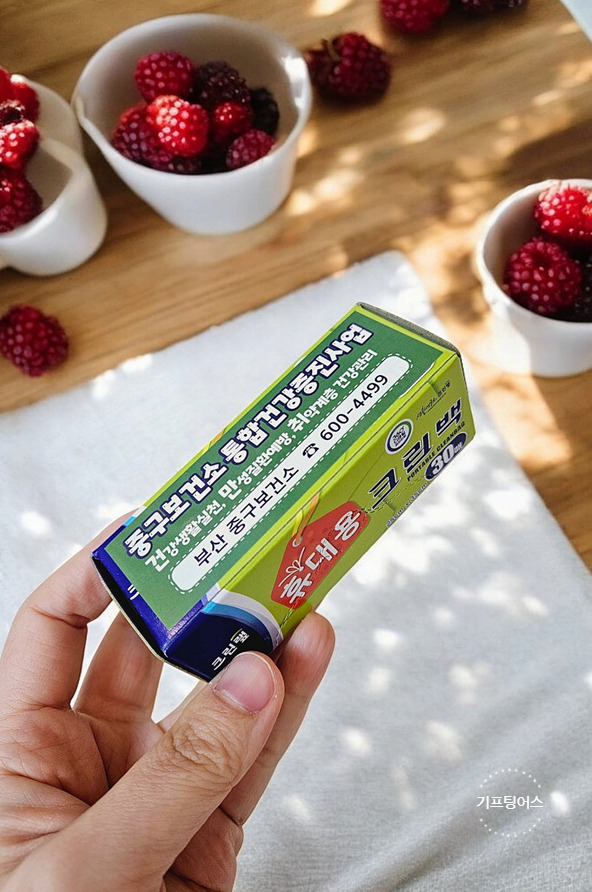 중구보건소 통합건강증진사업
건강생활실천, 만성질환예방, 취약계층 건강관리
부산 중구보건소 ☎ 600-4499
크린백
PORTABLE CLEANBAG
30매
휴대용
크린랲
기프팅어스